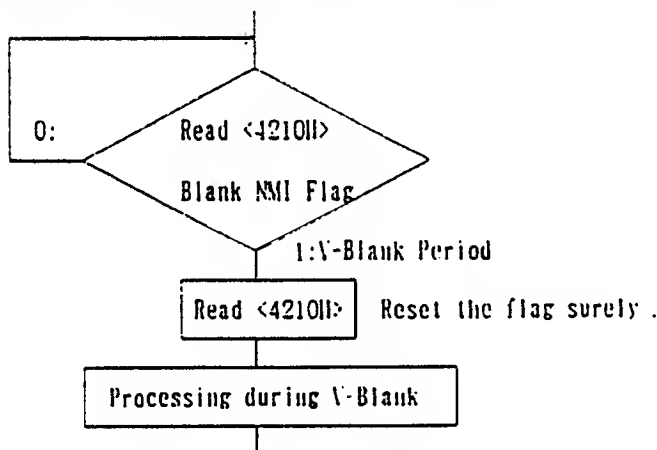 0:
Read <4210H>
Blank NMI Flag
1:V-Blank Period
Read <4210H> Reset the flag surely .
Processing during V-Blank